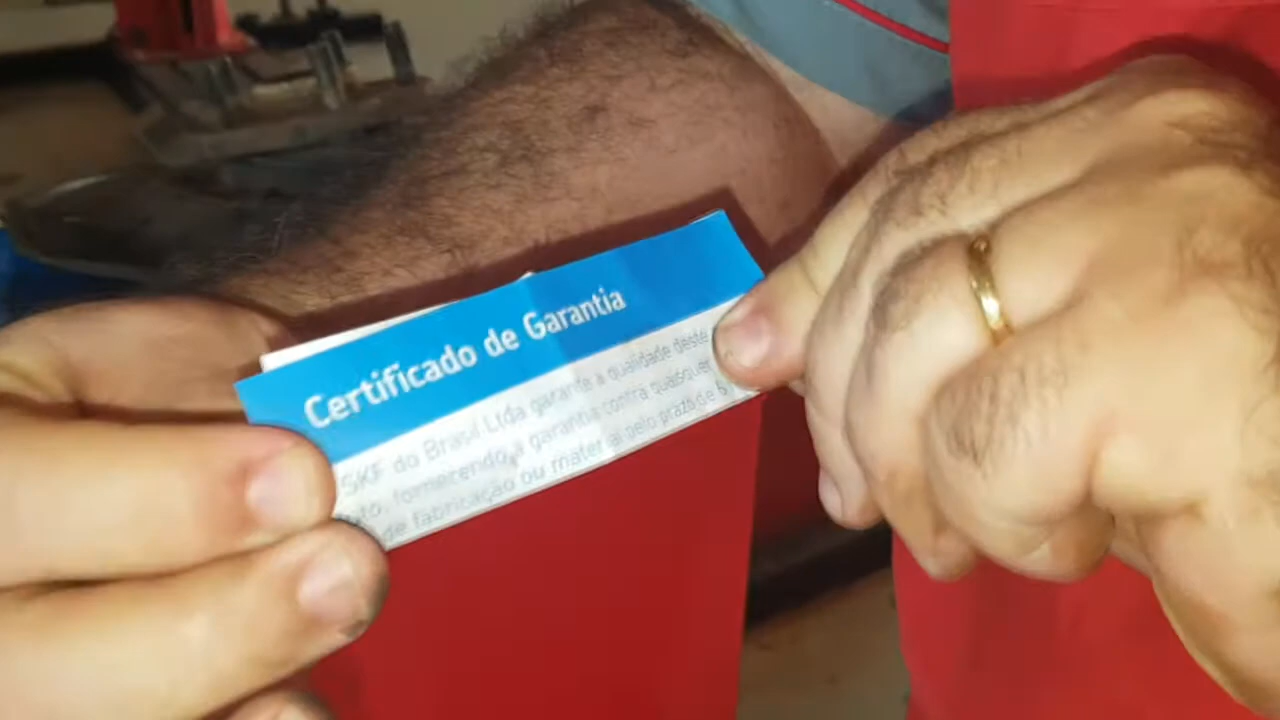 Certificado de Garantia
SKF do Brasil Ltda garante a qualidade deste
fornecendo a garantia contra quaisquer
de fabricação ou material pelo prazo de 6